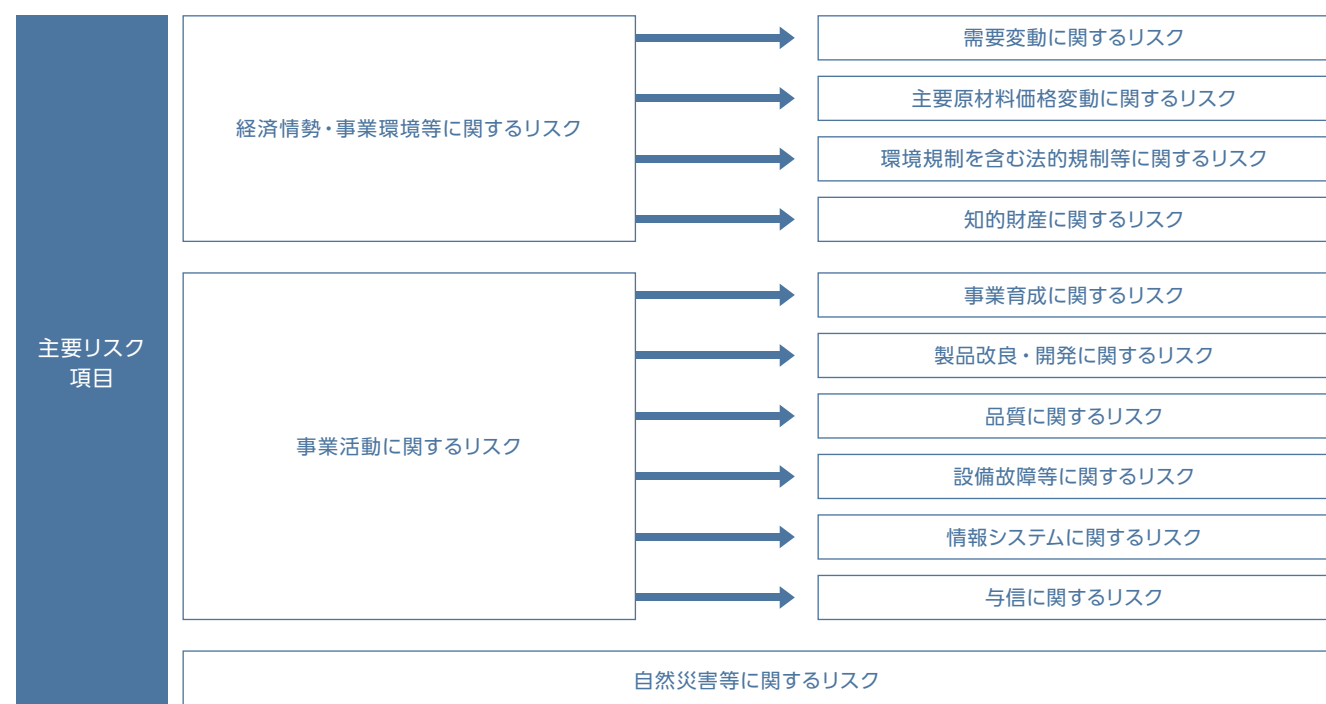 主要リスク
項目
経済情勢・事業環境等に関するリスク
需要変動に関するリスク
主要原材料価格変動に関するリスク
環境規制を含む法的規制等に関するリスク
知的財産に関するリスク
事業活動に関するリスク
事業育成に関するリスク
製品改良・開発に関するリスク
品質に関するリスク
設備故障等に関するリスク
情報システムに関するリスク
与信に関するリスク
自然災害等に関するリスク